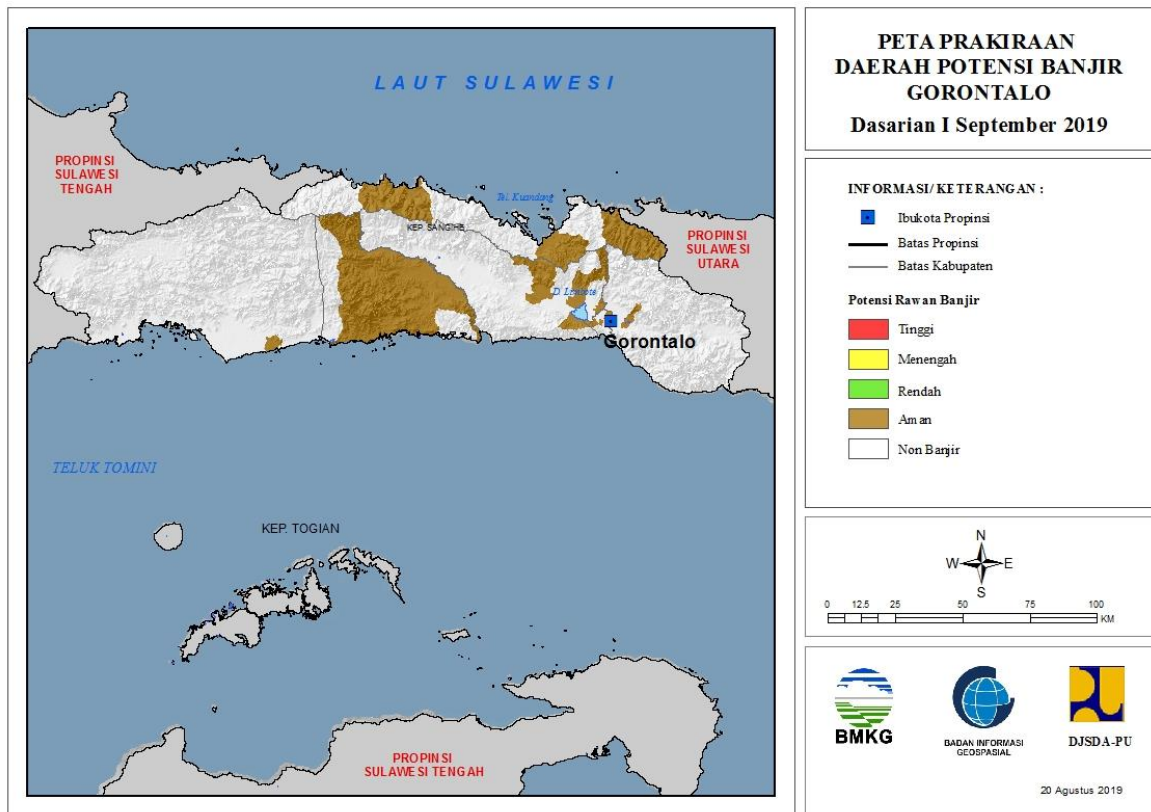 LAUT SULAWESI
PROPINSI
SULAWESI
TENGAH
Tel. Kuandang
KEP. SANGIHE
PROPINSI
SULAWESI
UTARA
D. Limboto
Gorontalo
TELUK TOMINI
KEP. TOGIAN
PROPINSI
SULAWESI TENGAH
PETA PRAKIRAAN
DAERAH POTENSI BANJIR
GORONTALO
Dasarian I September 2019
INFORMASI/ KETERANGAN :
Ibukota Propinsi
Batas Propinsi
Batas Kabupaten
Potensi Rawan Banjir
Tinggi
Menengah
Rendah
Aman
Non Banjir
N
W E
S
0 12.5 25 50 75 100
KM
BMKG
BADAN INFORMASI
GEOSPASIAL
DJSDA-PU
20 Agustus 2019